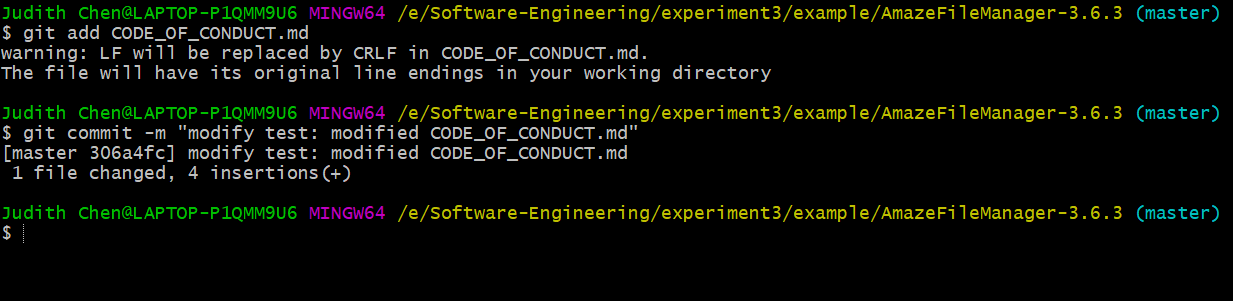 Judith Chen@LAPTOP-P1QMM9U6 MINGW64 /e/Software-Engineering/experiment3/example/AmazeFileManager-3.6.3 (master)
$ git add CODE_OF_CONDUCT.md
warning: LF will be replaced by CRLF in CODE_OF_CONDUCT.md.
The file will have its original line endings in your working directory
Judith Chen@LAPTOP-P1QMM9U6 MINGW64 /e/Software-Engineering/experiment3/example/AmazeFileManager-3.6.3 (master)
$ git commit -m "modify test: modified CODE_OF_CONDUCT.md"
[master 306a4fc] modify test: modified CODE_OF_CONDUCT.md
 1 file changed, 4 insertions(+)
Judith Chen@LAPTOP-P1QMM9U6 MINGW64 /e/Software-Engineering/experiment3/example/AmazeFileManager-3.6.3 (master)
$